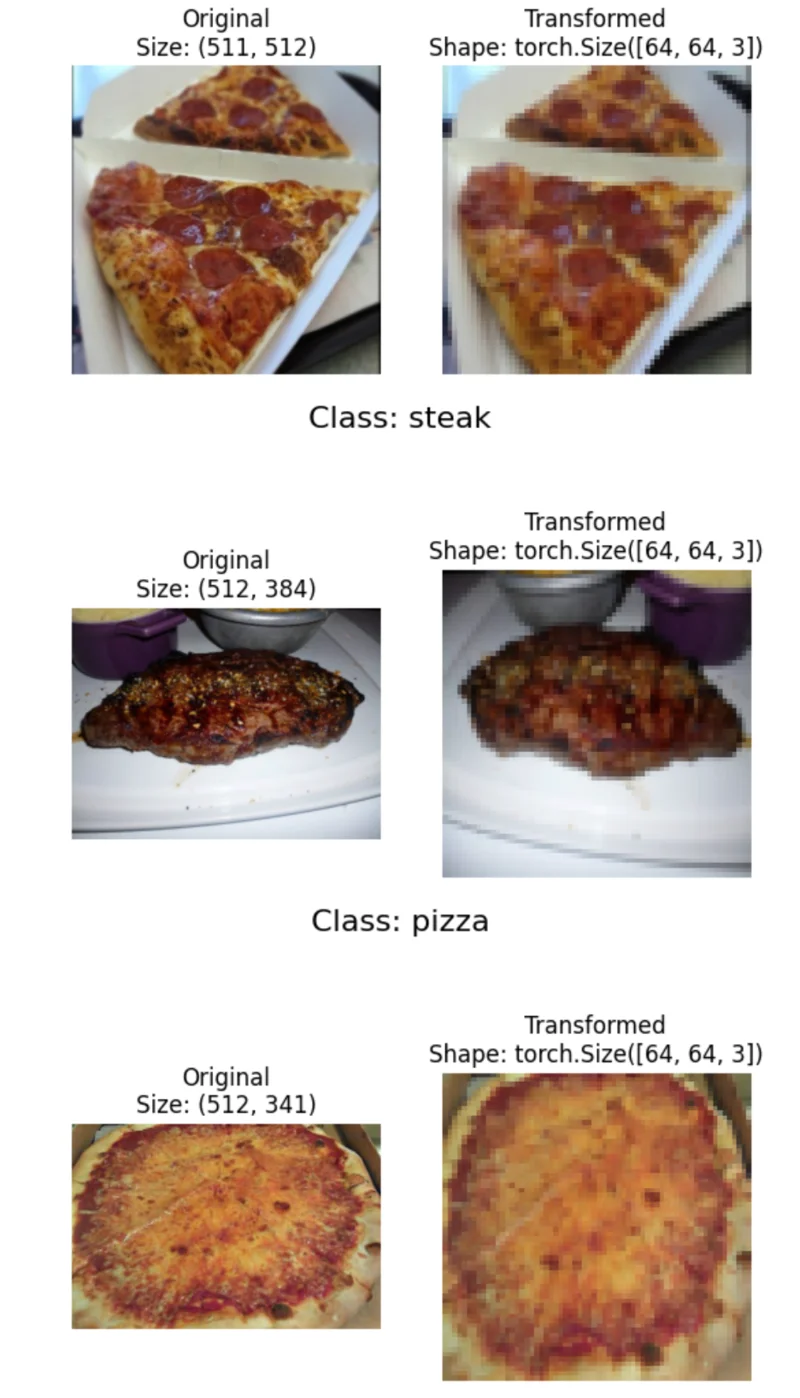 Original
Size: (511, 512)
Transformed
Shape: torch.Size([64, 64, 3])
Class: steak
Original
Size: (512, 384)
Transformed
Shape: torch.Size([64, 64, 3])
Class: pizza
Original
Size: (512, 341)
Transformed
Shape: torch.Size([64, 64, 3])